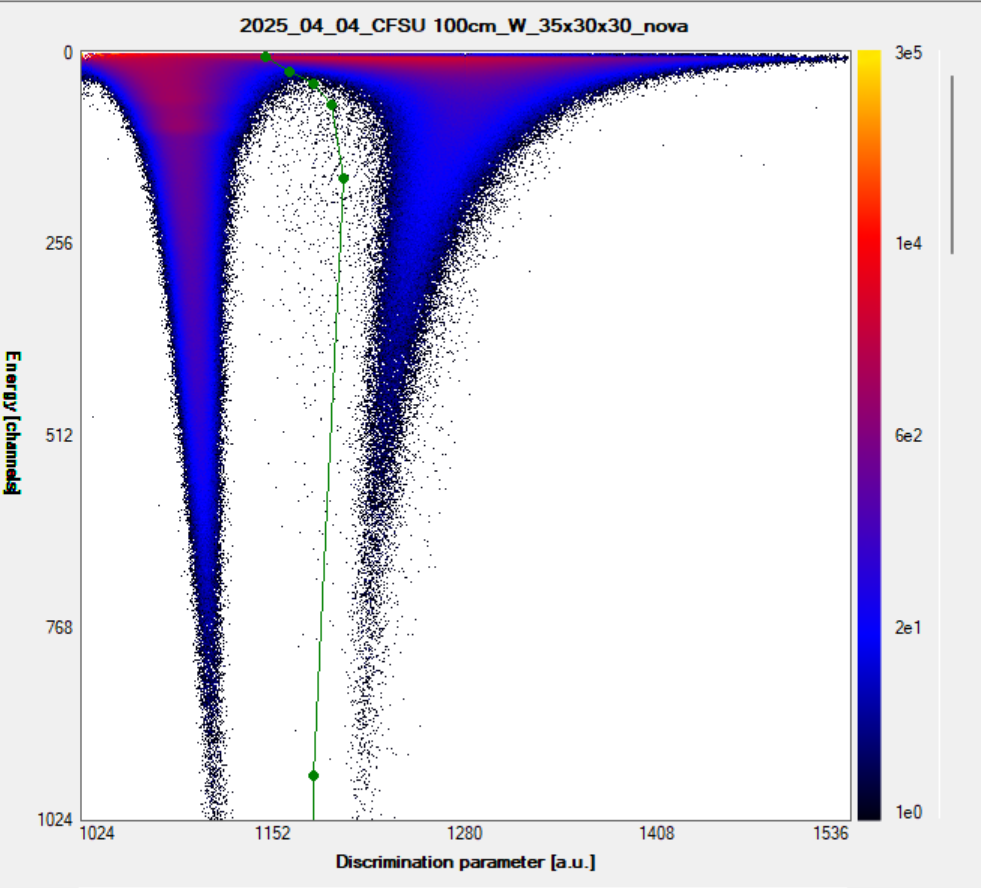 2025_04_04_CFSU 100cm_W_35x30x30_nova
0
256
512
768
1024
Energy [channels]
1024
1152
1280
1408
1536
Discrimination parameter [a.u.]
3e5
1e4
6e2
2e1
1e0